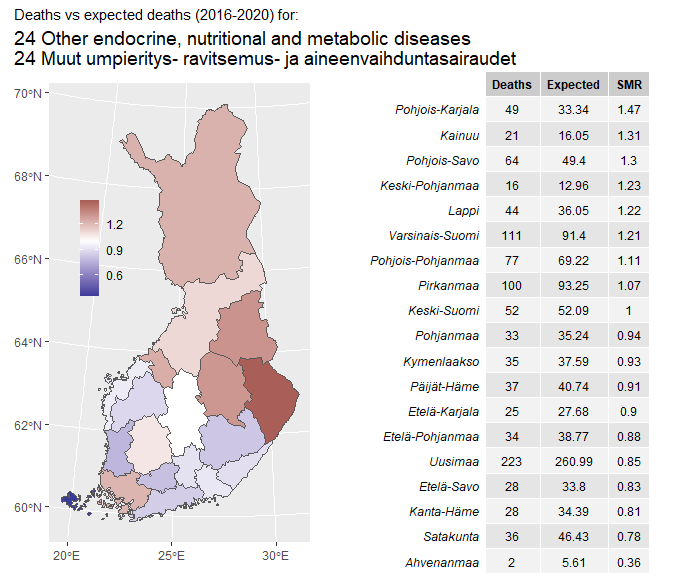 Deaths vs expected deaths (2016-2020) for:
24 Other endocrine, nutritional and metabolic diseases
24 Muut umpieritys- ravitsemus- ja aineenvaihduntasairaudet
70°N
68°N
66°N
64°N
62°N
60°N
20°E 25°E 30°E
1.2
0.9
0.6
Deaths Expected SMR
Pohjois-Karjala 49 33.34 1.47
Kainuu 21 16.05 1.31
Pohjois-Savo 64 49.4 1.3
Keski-Pohjanmaa 16 12.96 1.23
Lappi 44 36.05 1.22
Varsinais-Suomi 111 91.4 1.21
Pohjois-Pohjanmaa 77 69.22 1.11
Pirkanmaa 100 93.25 1.07
Keski-Suomi 52 52.09 1
Pohjanmaa 33 35.24 0.94
Kymenlaakso 35 37.59 0.93
Päijät-Häme 37 40.74 0.91
Etelä-Karjala 25 27.68 0.9
Etelä-Pohjanmaa 34 38.77 0.88
Uusimaa 223 260.99 0.85
Etelä-Savo 28 33.8 0.83
Kanta-Häme 28 34.39 0.81
Satakunta 36 46.43 0.78
Ahvenanmaa 2 5.61 0.36